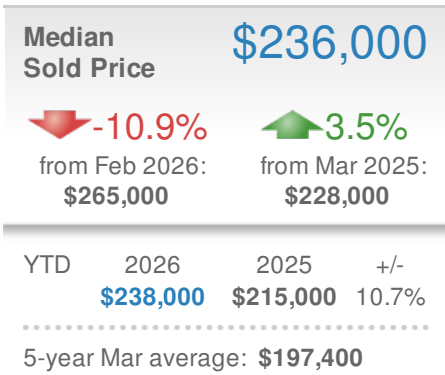 Median $236,000
Sold Price
-10.9% 3.5%
from Feb 2026: from Mar 2025:
$265,000 $228,000
YTD 2026 2025 +/-
$238,000 $215,000 10.7%
5-year Mar average: $197,400